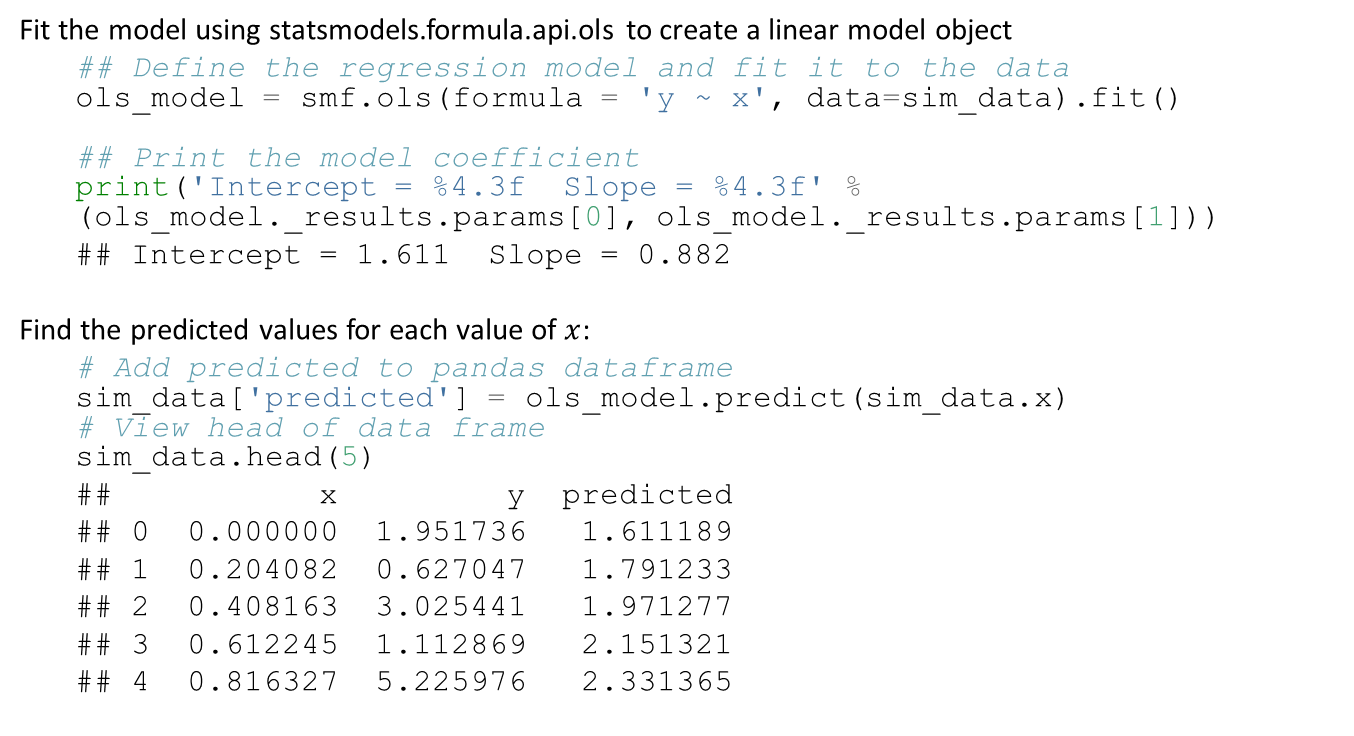 Fit the model using statsmodels.formula.api.ols to create a linear model object
## Define the regression model and fit it to the data
ols_model = smf.ols(formula = 'y ~ x', data=sim_data).fit()
## Print the model coefficient
print('Intercept = %4.3f  Slope = %4.3f' %
(ols_model._results.params[0], ols_model._results.params[1]))
## Intercept = 1.611  Slope = 0.882
Find the predicted values for each value of x:
# Add predicted to pandas dataframe
sim_data['predicted'] = ols_model.predict(sim_data.x)
# View head of data frame
sim_data.head(5)
##           x         y  predicted
## 0  0.000000  1.951736   1.611189
## 1  0.204082  0.627047   1.791233
## 2  0.408163  3.025441   1.971277
## 3  0.612245  1.112869   2.151321
## 4  0.816327  5.225976   2.331365